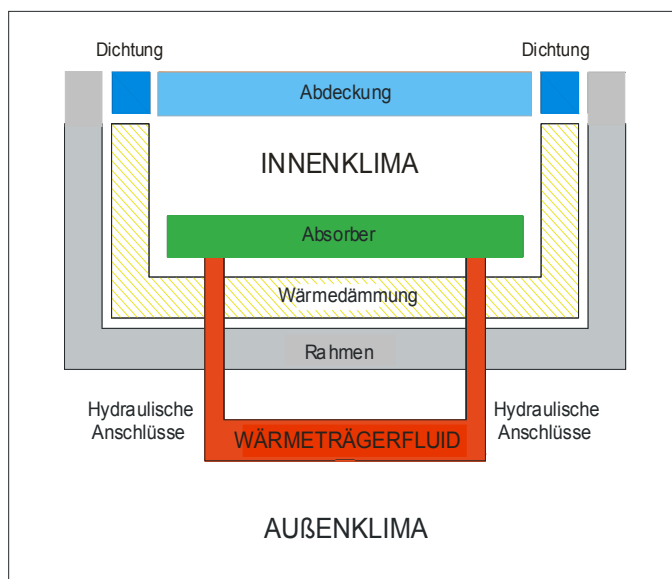 Dichtung
Dichtung
Abdeckung
INNENKLIMA
Absorber
Wärmedämmung
Rahmen
Hydraulische
Anschlüsse
Hydraulische
Anschlüsse
WÄRMETRÄGERFLUID
AUßENKLIMA